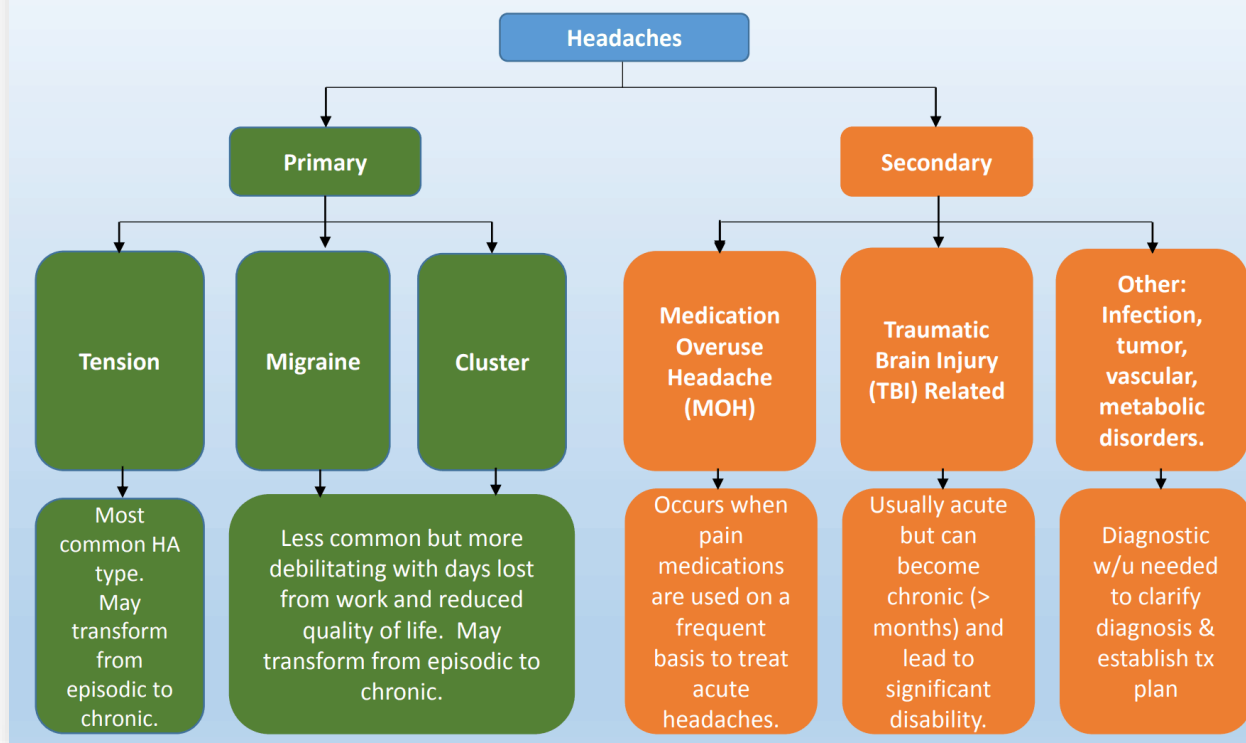 Headaches
Primary
Secondary
Tension
Migraine
Cluster
Medication
Overuse
Headache
(MOH)
Traumatic
Brain Injury
(TBI) Related
Other:
Infection,
tumor,
vascular,
metabolic
disorders.
Most
common HA
type.
May
transform
from
episodic to
chronic.
Less common but more
debilitating with days lost
from work and reduced
quality of life.  May
transform from episodic to
chronic.
Occurs when
pain
medications
are used on a
frequent
basis to treat
acute
headaches.
Usually acute
but can
become
chronic (>
months) and
lead to
significant
disability.
Diagnostic
w/u needed
to clarify
diagnosis &
establish tx
plan